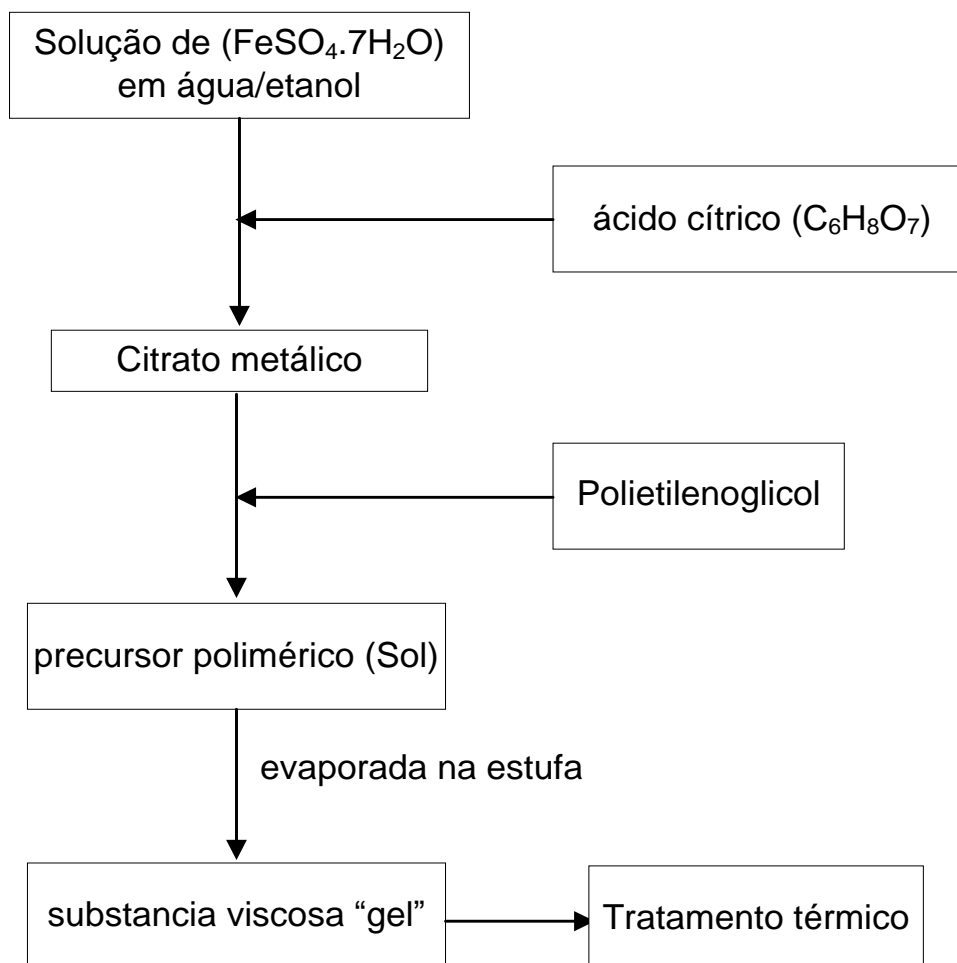 Solução de (FeSO₄.7H₂O)
em água/etanol
ácido cítrico (C₆H₈O₇)
Citrato metálico
Polietilenoglicol
precursor polimérico (Sol)
evaporada na estufa
substancia viscosa “gel”
Tratamento térmico